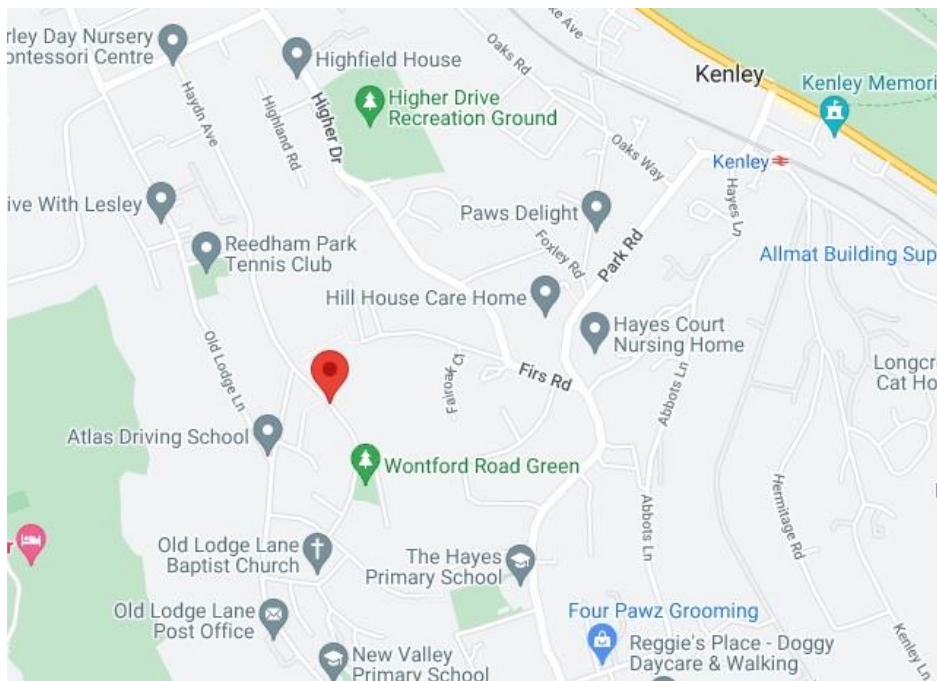 rley Day Nursery
ontessori Centre
Highfield House
Oaks Rd
ke Ave
Kenley
Kenley Memori
Haydn Ave
Highland Rd
Higher Dr
Higher Drive
Recreation Ground
Oaks Way
Kenley
Hayes Ln
ive With Lesley
Paws Delight
Reedham Park
Tennis Club
Foxley Rd
Park Rd
Allmat Building Sup
Hill House Care Home
Hayes Court
Nursing Home
Old Lodge Ln
Fairoak Cl
Firs Rd
Abbots Ln
Longcr
Cat Ho
Atlas Driving School
Wontford Road Green
Hermitage Rd
Abbots Ln
r
Old Lodge Lane
Baptist Church
The Hayes
Primary School
Old Lodge Lane
Post Office
Four Pawz Grooming
Kenley Ln
New Valley
Primary School
Reggie's Place - Doggy
Daycare & Walking